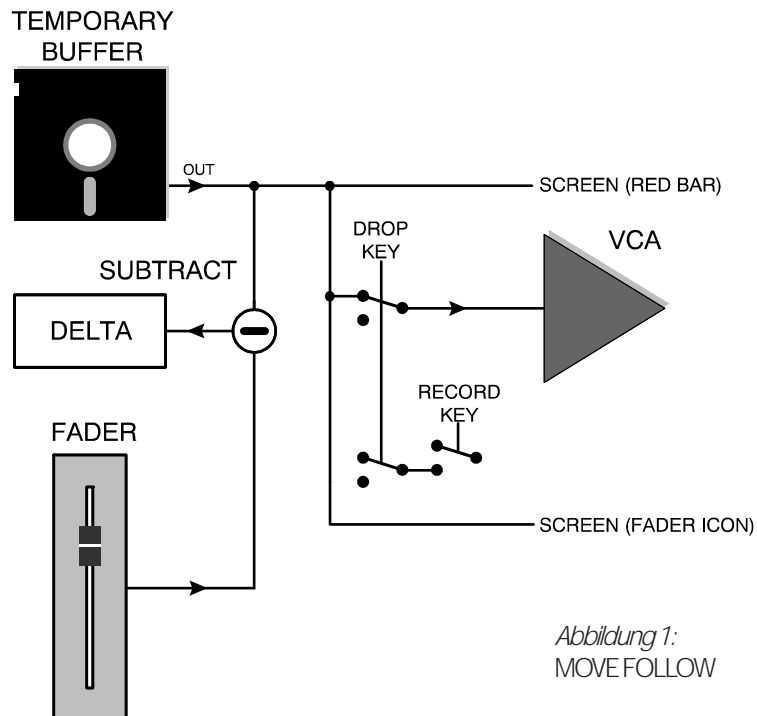 TEMPORARY
BUFFER
OUT
SCREEN (RED BAR)
DROP
KEY
VCA
SUBTRACT
DELTA
RECORD
KEY
FADER
SCREEN (FADER ICON)
Abbildung 1:
MOVE FOLLOW